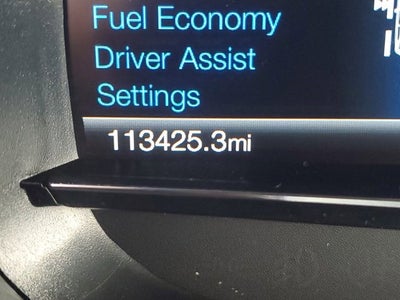 Fuel Economy
Driver Assist
Settings
113425.3mi